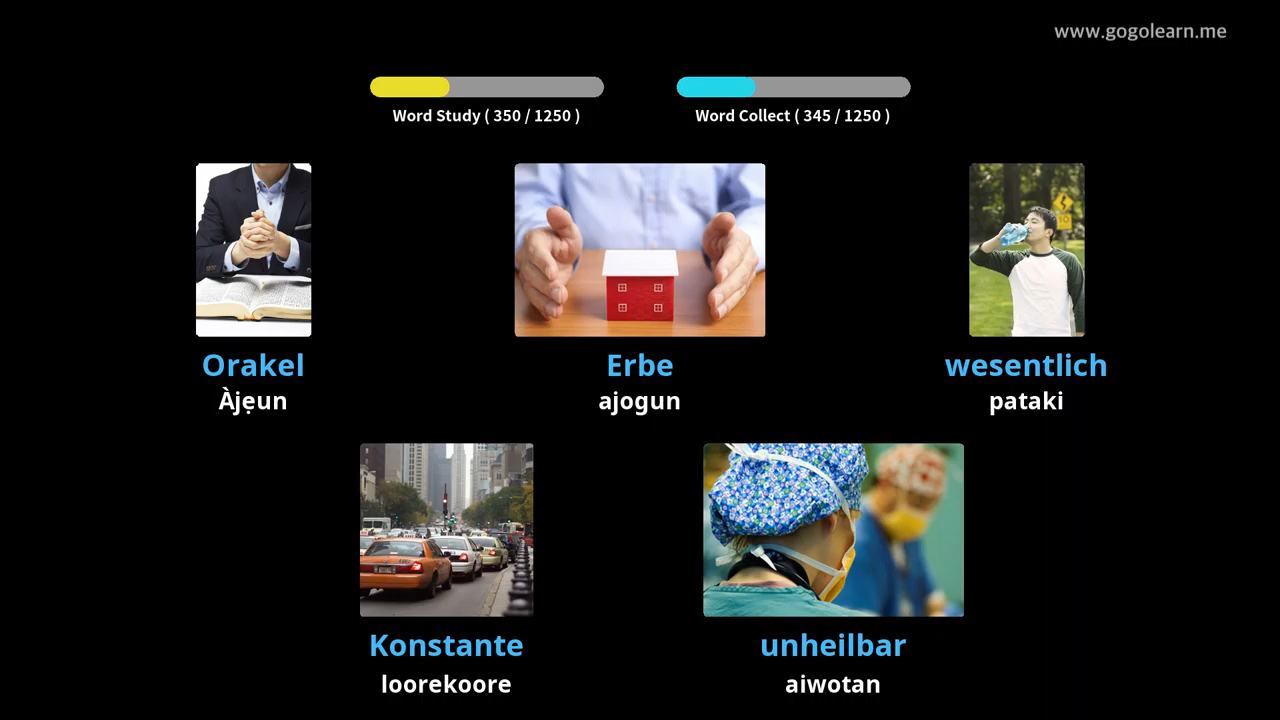 www.gogolearn.me
Word Study ( 350 / 1250 )
Word Collect ( 345 / 1250 )
Orakel
Àjẹun
Erbe
ajogun
wesentlich
pataki
Konstante
loorekoore
unheilbar
aiwotan